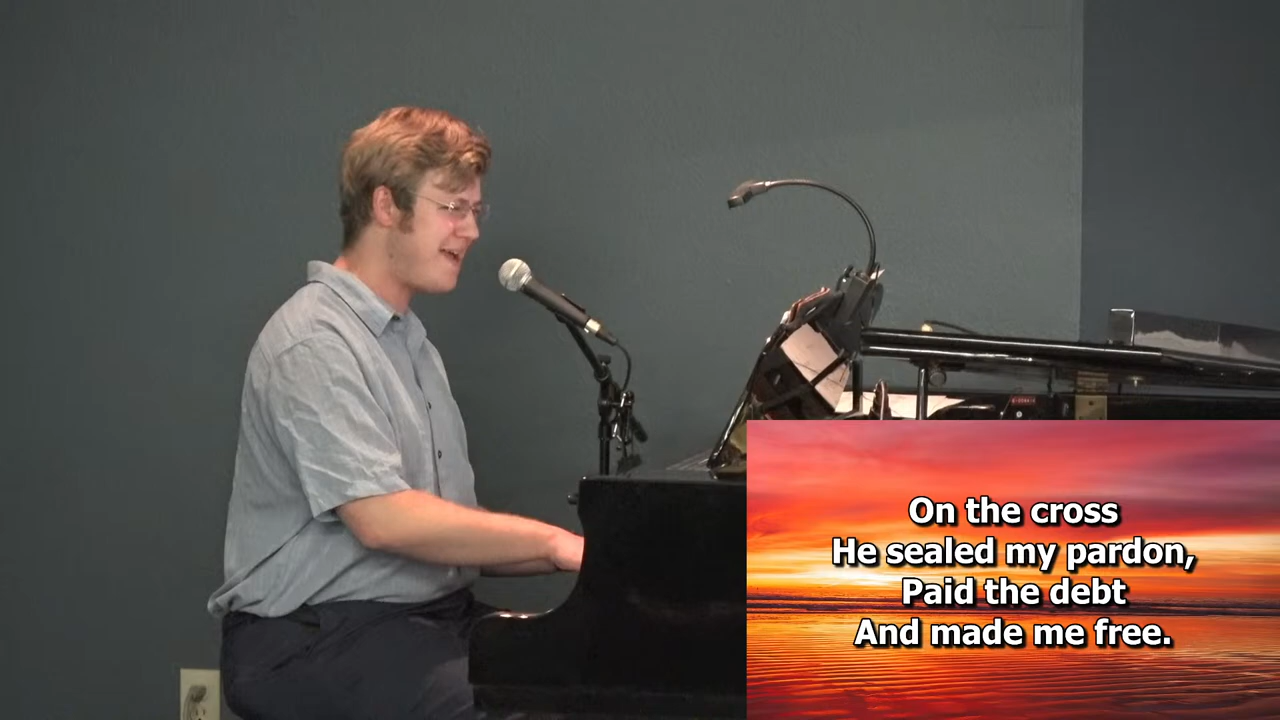 On the cross
He sealed my pardon,
Paid the debt
And made me free.